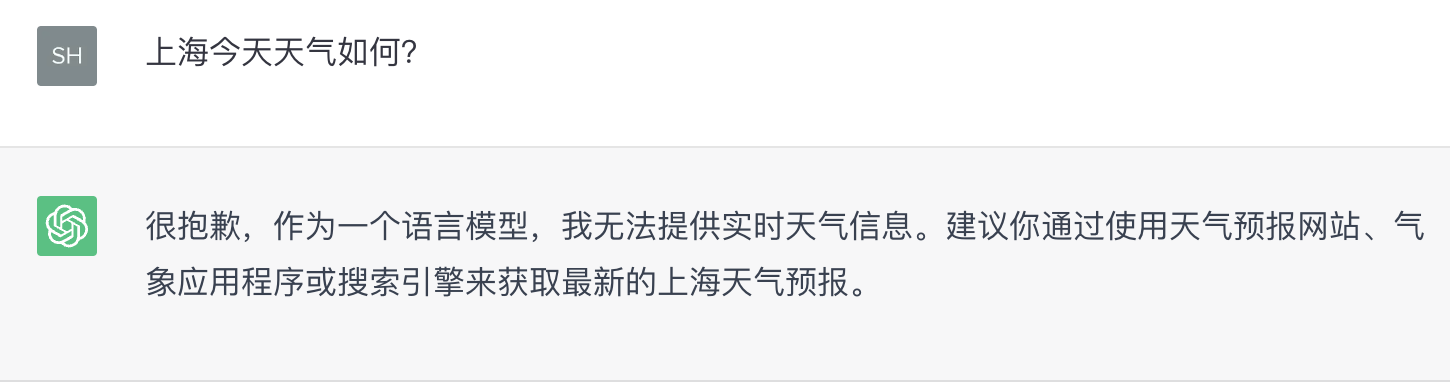 SH
上海今天天气如何？
很抱歉，作为一个语言模型，我无法提供实时天气信息。建议你通过使用天气预报网站、气
象应用程序或搜索引擎来获取最新的上海天气预报。